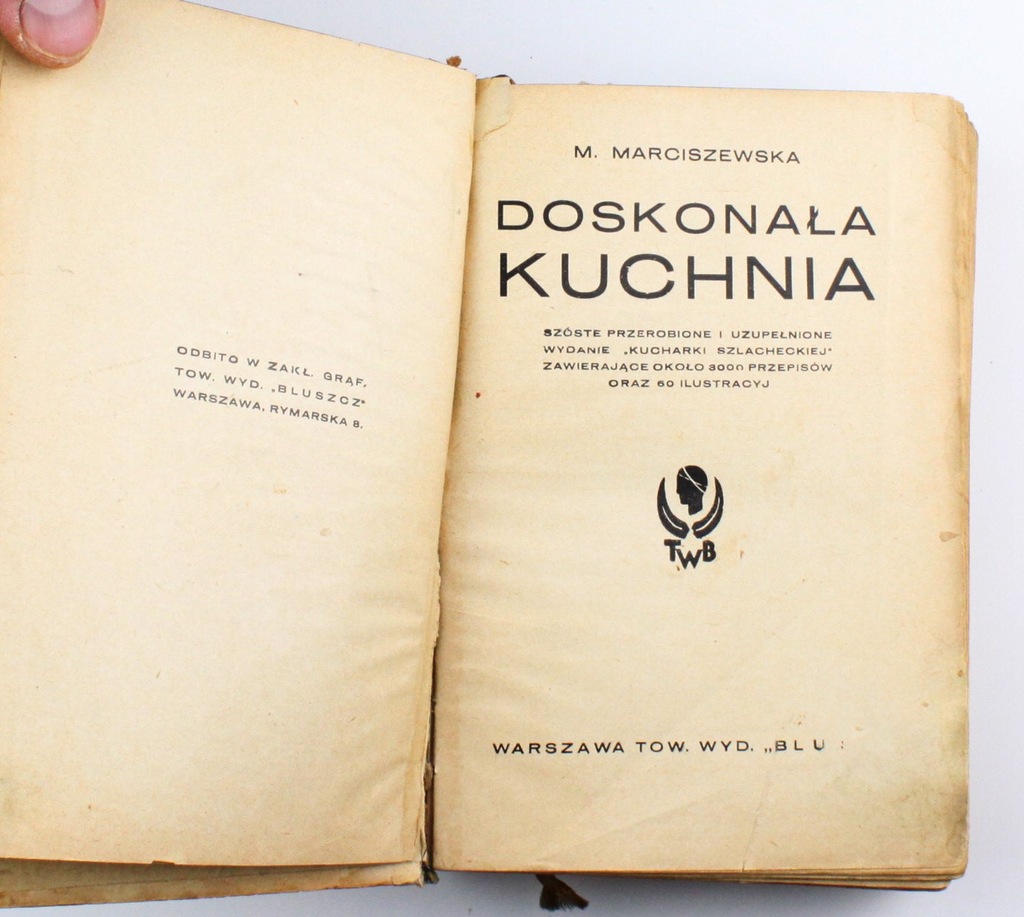 ODBITO W ZAKŁ. GRAF.
TOW. WYD. „BLUSZCZ"
WARSZAWA, RYMARSKA 8.
M. MARCISZEWSKA
DOSKONAŁA
KUCHNIA
SZÓSTE PRZEROBIONE I UZUPEŁNIONE
WYDANIE „KUCHARKI SZLACHECKIEJ"
ZAWIERAJĄCE OKOŁO 3000 PRZEPISÓW
ORAZ 60 ILUSTRACYJ
TWB
WARSZAWA TOW. WYD. „BLU